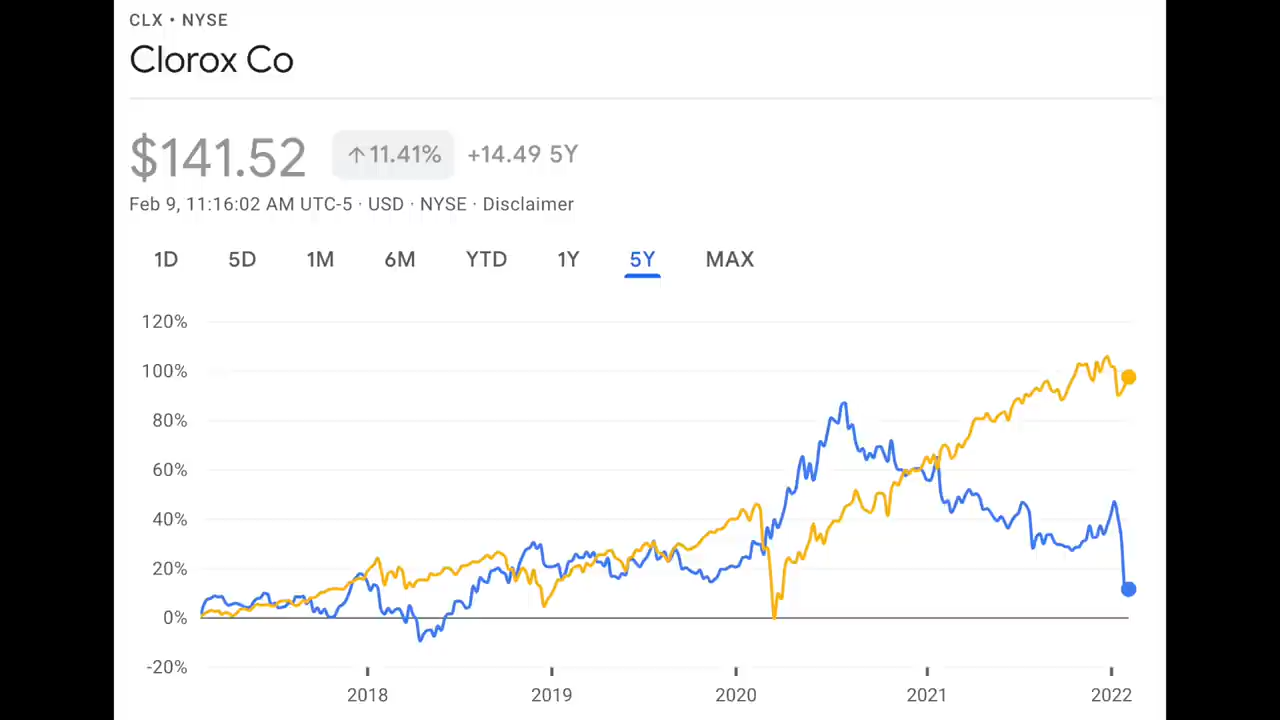 CLX • NYSE
Clorox Co
$141.52 ↑11.41% +14.49 5Y
Feb 9, 11:16:02 AM UTC-5 · USD · NYSE · Disclaimer
1D 5D 1M 6M YTD 1Y 5Y MAX
120%
100%
80%
60%
40%
20%
0%
-20%
2018 2019 2020 2021 2022